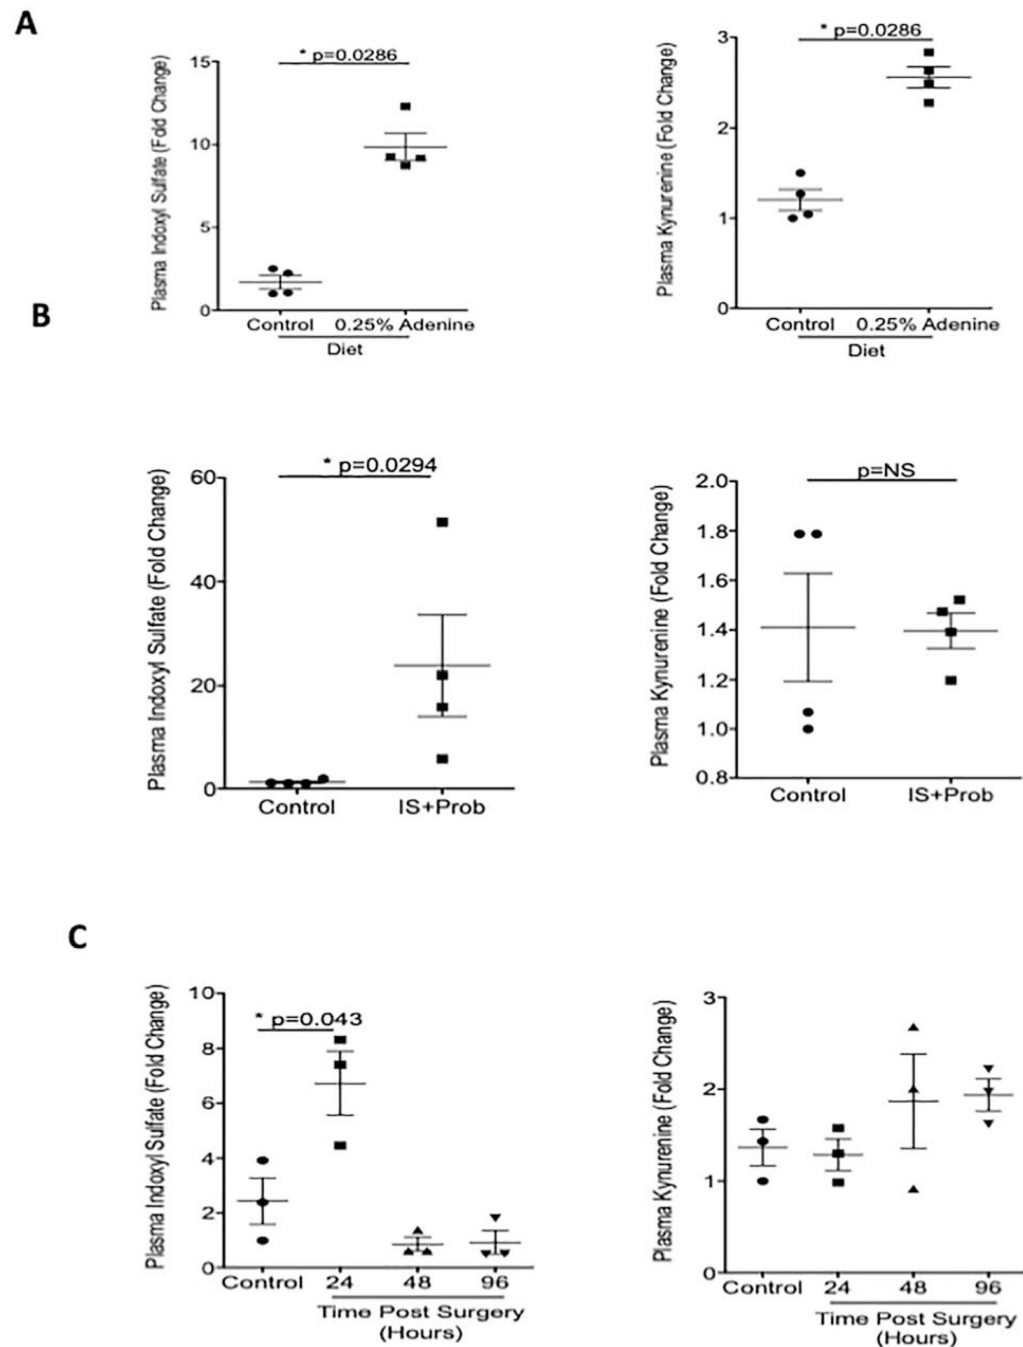 A
Plasma Indoxyl Sulfate (Fold Change)
15
10
5
0
* p=0.0286
Control 0.25% Adenine
Diet
Plasma Kynurenine (Fold Change)
3
2
1
0
* p=0.0286
Control 0.25% Adenine
Diet
B
Plasma Indoxyl Sulfate (Fold Change)
60
40
20
0
* p=0.0294
Control IS+Prob
Plasma Kynurenine (Fold Change)
2.0
1.8
1.6
1.4
1.2
1.0
0.8
p=NS
Control IS+Prob
C
Plasma Indoxyl Sulfate (Fold Change)
10
8
6
4
2
0
* p=0.043
Control 24 48 96
Time Post Surgery
(Hours)
Plasma Kynurenine (Fold Change)
3
2
1
0
Control 24 48 96
Time Post Surgery
(Hours)